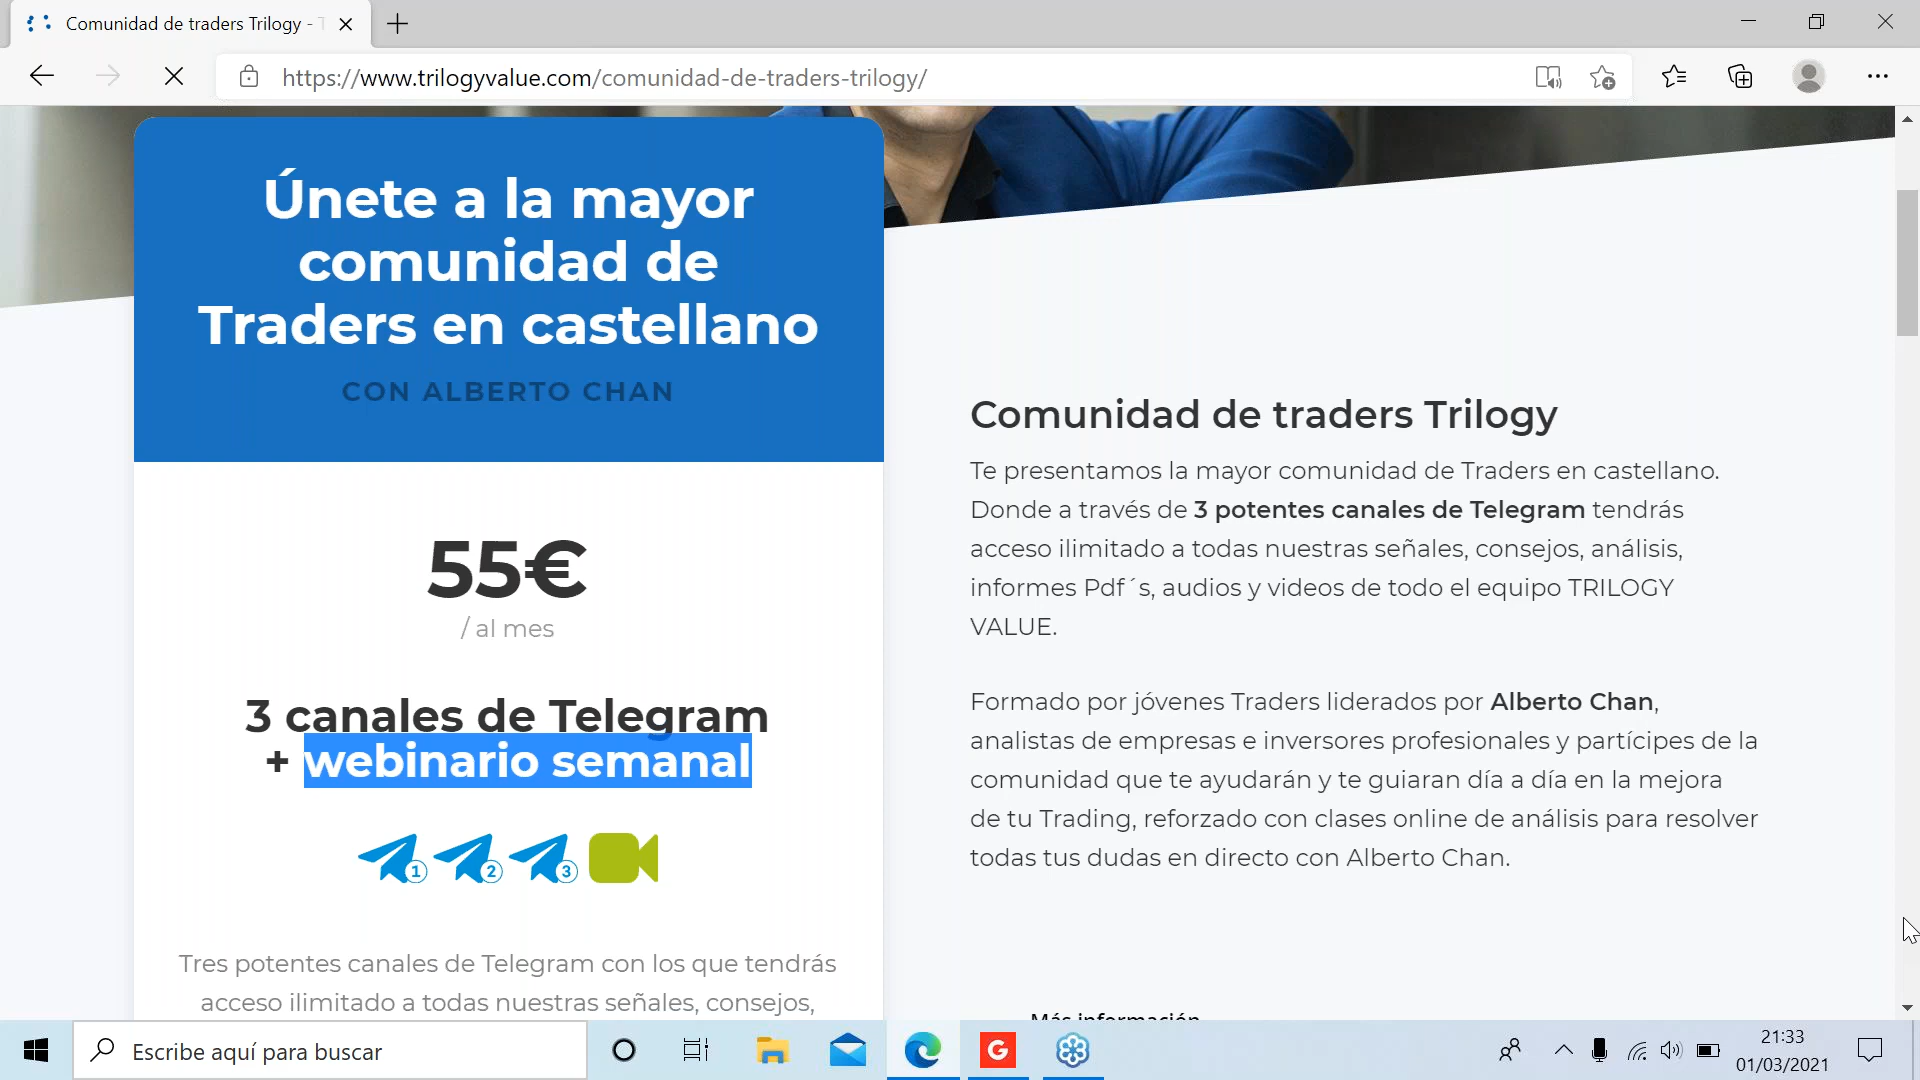 Comunidad de traders Trilogy - T
https://www.trilogyvalue.com/comunidad-de-traders-trilogy/
Únete a la mayor
comunidad de
Traders en castellano
CON ALBERTO CHAN
55€
/ al mes
3 canales de Telegram
+ webinario semanal
1 2 3
Tres potentes canales de Telegram con los que tendrás
acceso ilimitado a todas nuestras señales, consejos,
Comunidad de traders Trilogy
Te presentamos la mayor comunidad de Traders en castellano.
Donde a través de 3 potentes canales de Telegram tendrás
acceso ilimitado a todas nuestras señales, consejos, análisis,
informes Pdf´s, audios y videos de todo el equipo TRILOGY
VALUE.
Formado por jóvenes Traders liderados por Alberto Chan,
analistas de empresas e inversores profesionales y partícipes de la
comunidad que te ayudarán y te guiaran día a día en la mejora
de tu Trading, reforzado con clases online de análisis para resolver
todas tus dudas en directo con Alberto Chan.
Más información
Escribe aquí para buscar
G
21:33
01/03/2021